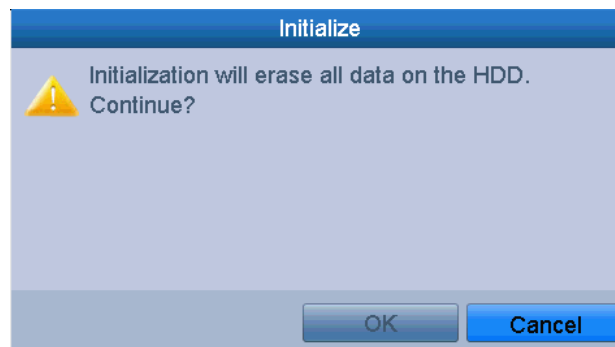 Initialize
Initialization will erase all data on the HDD.
Continue?
OK
Cancel